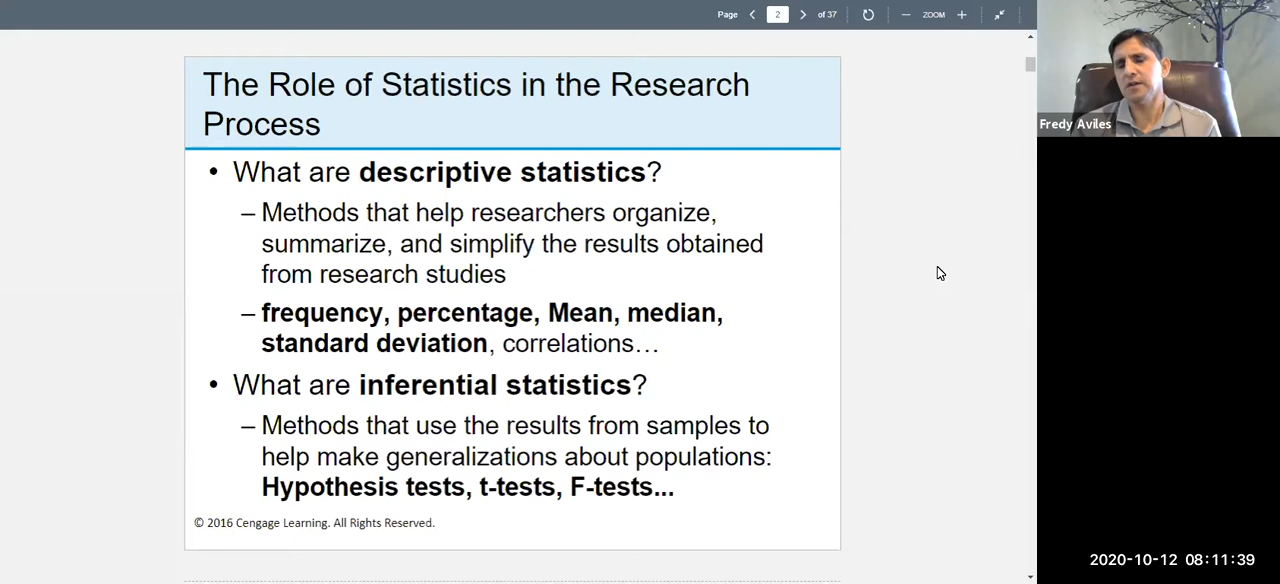 Page 2 of 37 ZOOM
The Role of Statistics in the Research
Process
• What are descriptive statistics?
– Methods that help researchers organize,
summarize, and simplify the results obtained
from research studies
– frequency, percentage, Mean, median,
standard deviation, correlations…
• What are inferential statistics?
– Methods that use the results from samples to
help make generalizations about populations:
Hypothesis tests, t-tests, F-tests...
© 2016 Cengage Learning. All Rights Reserved.
Fredy Aviles
2020-10-12 08:11:39